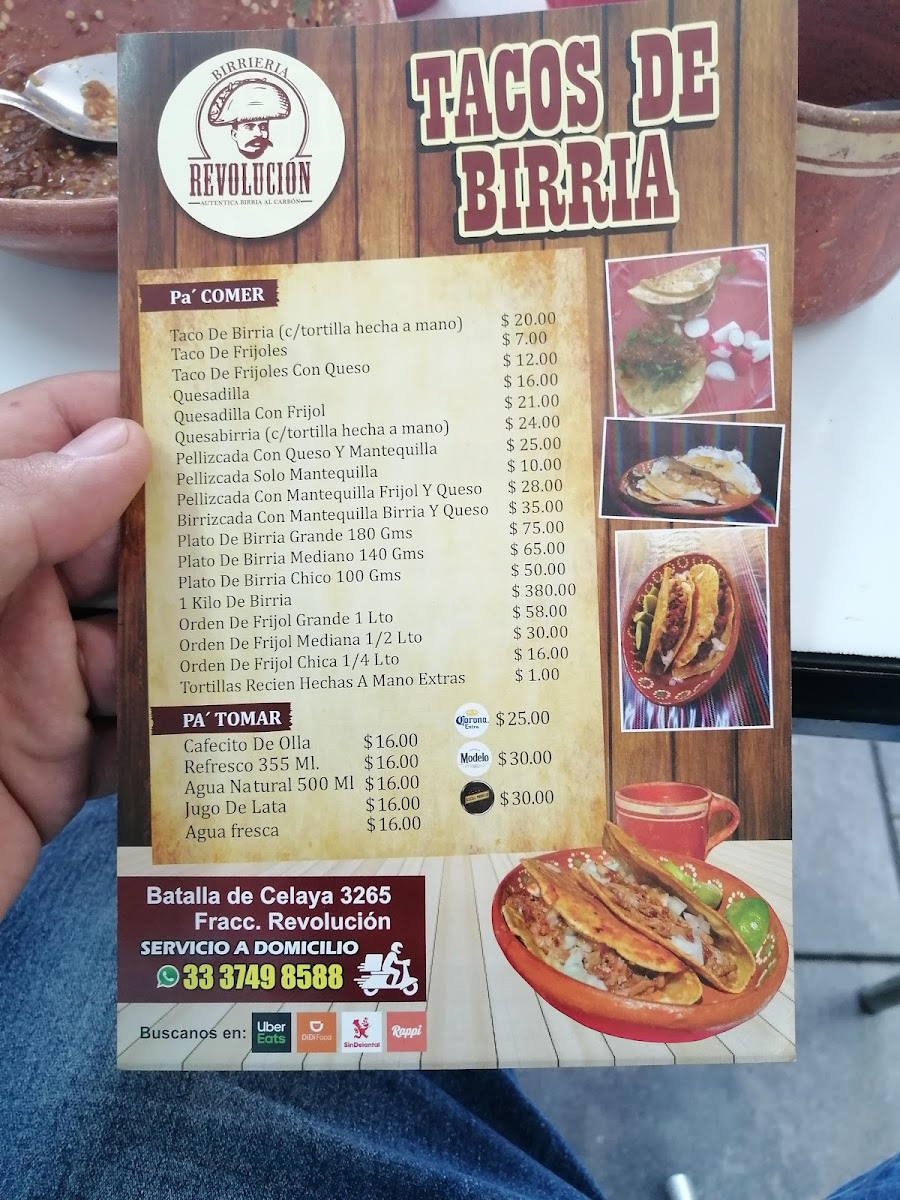 BIRRIERIA
REVOLUCIÓN
AUTENTICA BIRRIA AL CARBÓN
TACOS DE
BIRRIA
Pa´ COMER
Taco De Birria (c/tortilla hecha a mano) $ 20.00
Taco De Frijoles $ 7.00
Taco De Frijoles Con Queso $ 12.00
Quesadilla $ 16.00
Quesadilla Con Frijol $ 21.00
Quesabirria (c/tortilla hecha a mano) $ 24.00
Pellizcada Con Queso Y Mantequilla $ 25.00
Pellizcada Solo Mantequilla $ 10.00
Pellizcada Con Mantequilla Frijol Y Queso $ 28.00
Birrizcada Con Mantequilla Birria Y Queso $ 35.00
Plato De Birria Grande 180 Gms $ 75.00
Plato De Birria Mediano 140 Gms $ 65.00
Plato De Birria Chico 100 Gms $ 50.00
1 Kilo De Birria $ 380.00
Orden De Frijol Grande 1 Lto $ 58.00
Orden De Frijol Mediana 1/2 Lto $ 30.00
Orden De Frijol Chica 1/4 Lto $ 16.00
Tortillas Recien Hechas A Mano Extras $ 1.00
PA´ TOMAR
Cafecito De Olla $16.00
Refresco 355 Ml. $16.00
Agua Natural 500 Ml $16.00
Jugo De Lata $16.00
Agua fresca $16.00
Corona Extra $25.00
Modelo $30.00
$30.00
Batalla de Celaya 3265
Fracc. Revolución
SERVICIO A DOMICILIO
33 3749 8588
Buscanos en: Uber Eats DiDi Food SinDelantal Rappi